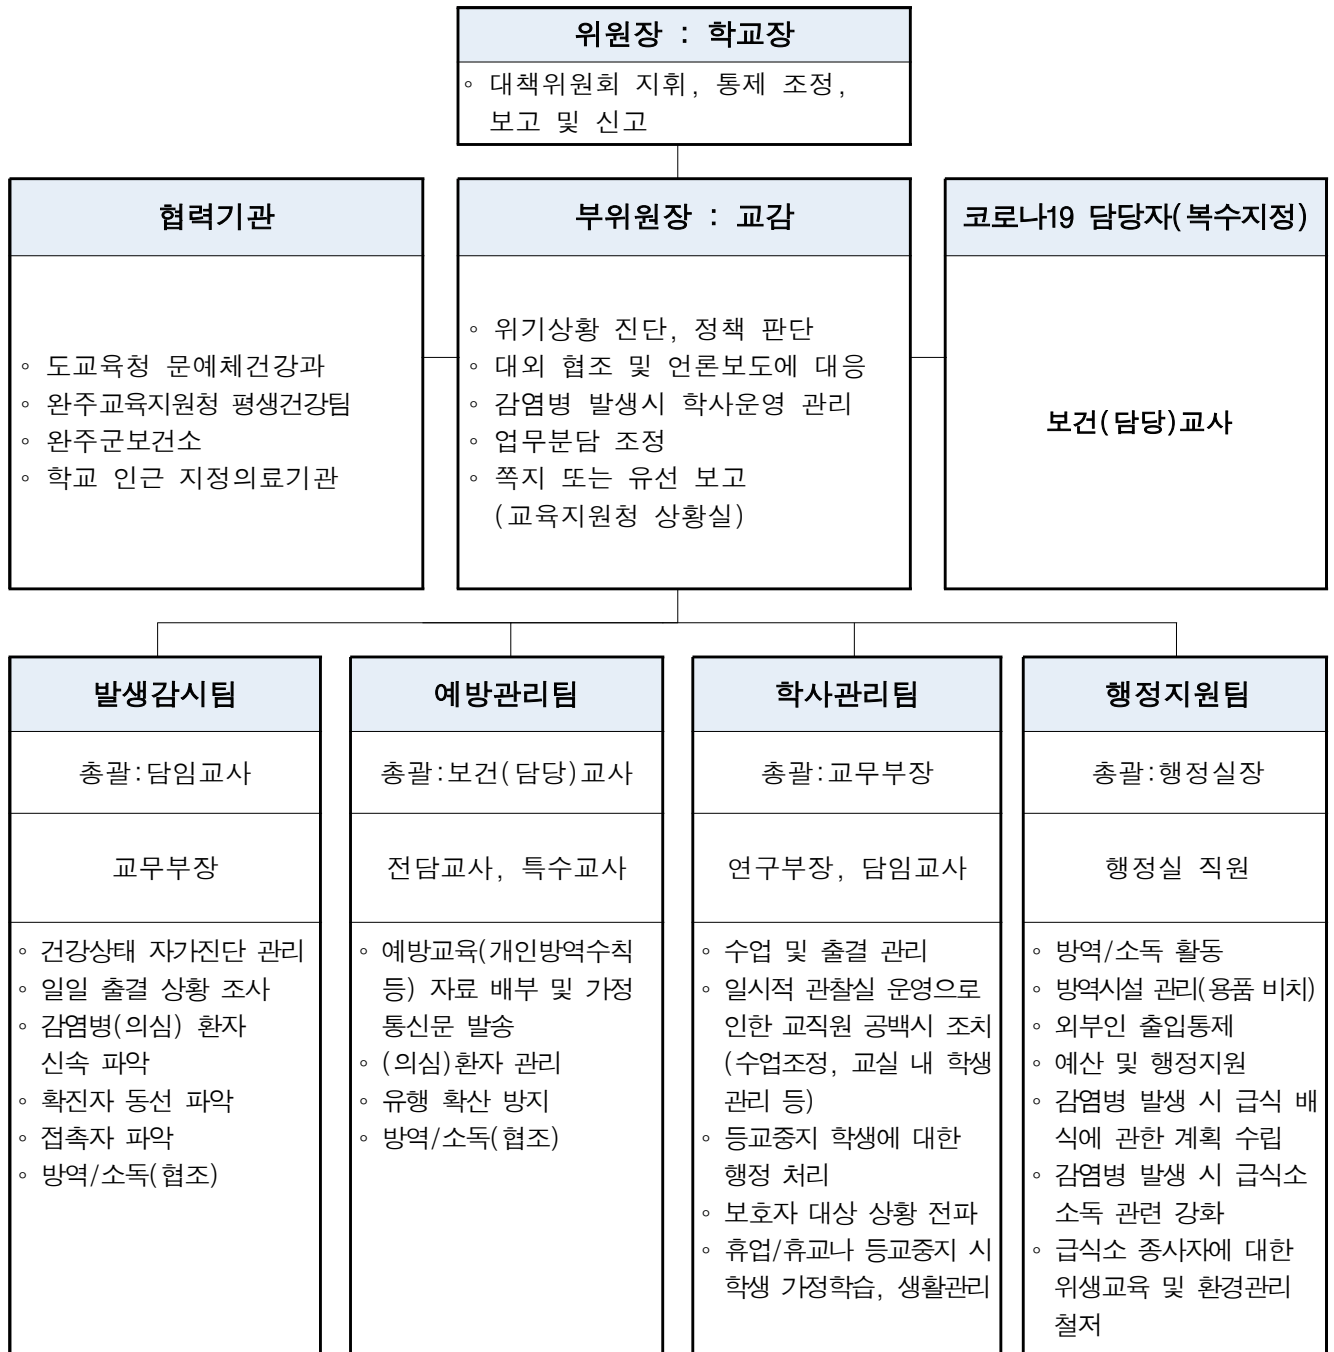 위원장 : 학교장
◦ 대책위원회 지휘, 통제 조정,
보고 및 신고
협력기관
◦ 도교육청 문예체건강과
◦ 완주교육지원청 평생건강팀
◦ 완주군보건소
◦ 학교 인근 지정의료기관
부위원장 : 교감
◦ 위기상황 진단, 정책 판단
◦ 대외 협조 및 언론보도에 대응
◦ 감염병 발생시 학사운영 관리
◦ 업무분담 조정
◦ 쪽지 또는 유선 보고
(교육지원청 상황실)
코로나19 담당자(복수지정)
보건(담당)교사
발생감시팀
총괄:담임교사
교무부장
◦ 건강상태 자가진단 관리
◦ 일일 출결 상황 조사
◦ 감염병(의심) 환자
신속 파악
◦ 확진자 동선 파악
◦ 접촉자 파악
◦ 방역/소독(협조)
예방관리팀
총괄:보건(담당)교사
전담교사, 특수교사
◦ 예방교육(개인방역수칙
등) 자료 배부 및 가정
통신문 발송
◦ (의심)환자 관리
◦ 유행 확산 방지
◦ 방역/소독(협조)
학사관리팀
총괄:교무부장
연구부장, 담임교사
◦ 수업 및 출결 관리
◦ 일시적 관찰실 운영으로
인한 교직원 공백시 조치
(수업조정, 교실 내 학생
관리 등)
◦ 등교중지 학생에 대한
행정 처리
◦ 보호자 대상 상황 전파
◦ 휴업/휴교나 등교중지 시
학생 가정학습, 생활관리
행정지원팀
총괄:행정실장
행정실 직원
◦ 방역/소독 활동
◦ 방역시설 관리(용품 비치)
◦ 외부인 출입통제
◦ 예산 및 행정지원
◦ 감염병 발생 시 급식 배
식에 관한 계획 수립
◦ 감염병 발생 시 급식소
소독 관련 강화
◦ 급식소 종사자에 대한
위생교육 및 환경관리
철저